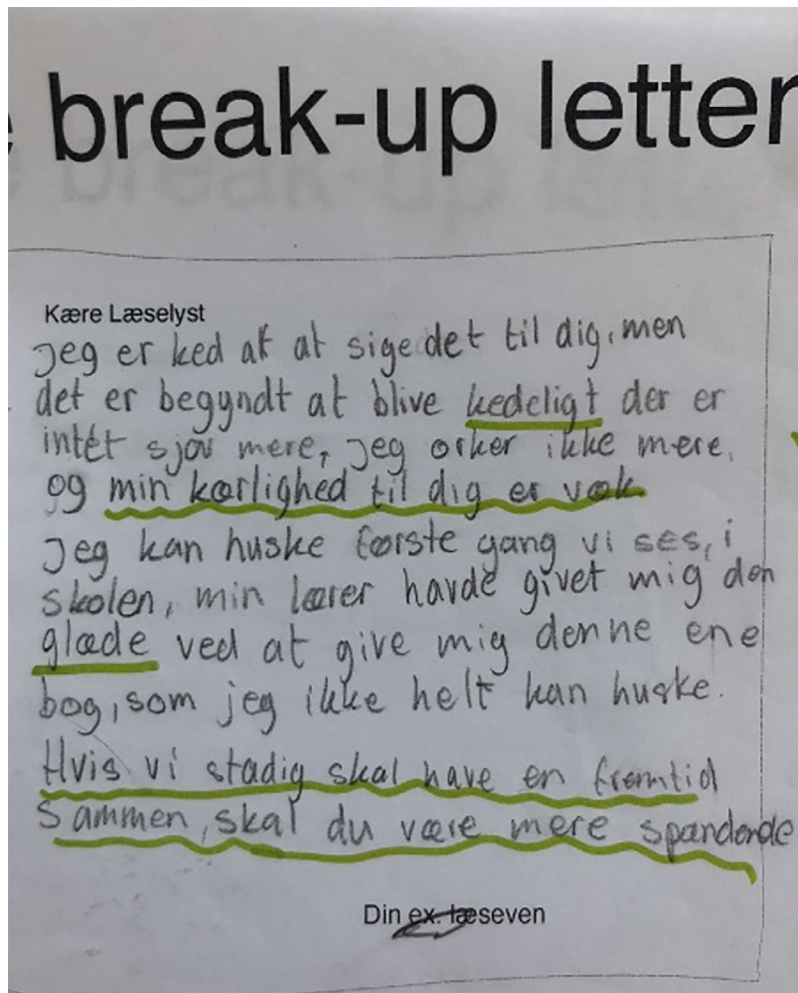 break-up letter
Kære Læselyst
Jeg er ked af at sige det til dig, men
det er begyndt at blive kedeligt der er
intet sjov mere, jeg orker ikke mere,
og min kærlighed til dig er væk.
Jeg kan huske første gang vi ses, i
skolen, min lærer havde givet mig den
glæde ved at give mig denne ene
bog, som jeg ikke helt kan huske.
Hvis vi stadig skal have en fremtid
sammen, skal du være mere spændende
Din ex. læseven